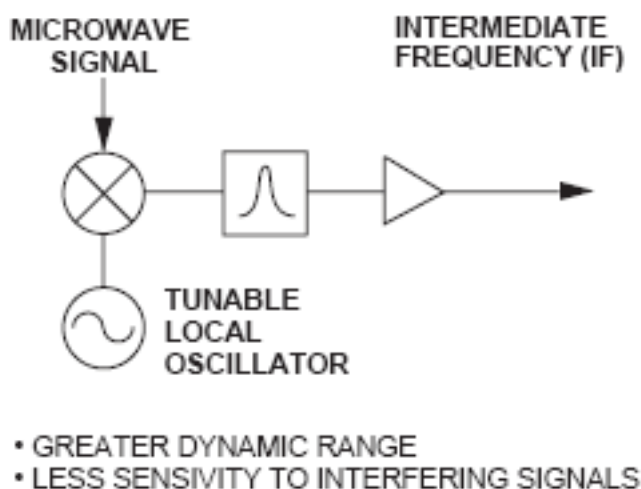 MICROWAVE
SIGNAL
INTERMEDIATE
FREQUENCY (IF)
TUNABLE
LOCAL
OSCILLATOR
• GREATER DYNAMIC RANGE
• LESS SENSIVITY TO INTERFERING SIGNALS